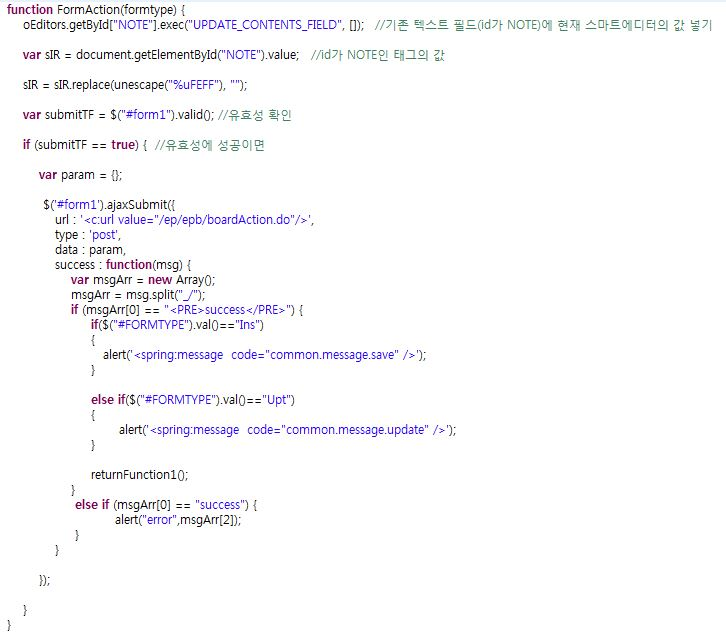 function FormAction(formtype) {
oEditors.getById["NOTE"].exec("UPDATE_CONTENTS_FIELD", []);   //기존 텍스트 필드(id가 NOTE)에 현재 스마트에디터의 값 넣기
var sIR = document.getElementById("NOTE").value;   //id가 NOTE인 태그의 값
sIR = sIR.replace(unescape("%uFEFF"), "");
var submitTF = $("#form1").valid(); //유효성 확인
if (submitTF == true) {  //유효성에 성공이면
var param = {};
$('#form1').ajaxSubmit({
url : '<c:url value="/ep/epb/boardAction.do"/>',
type : 'post',
data : param,
success : function(msg) {
var msgArr = new Array();
msgArr = msg.split("_/");
if (msgArr[0] == "<PRE>success</PRE>") {
if($("#FORMTYPE").val()=="Ins")
{
alert('<spring:message  code="common.message.save" />');
}
else if($("#FORMTYPE").val()=="Upt")
{
alert('<spring:message  code="common.message.update" />');
}
returnFunction1();
}
else if (msgArr[0] == "success") {
alert("error",msgArr[2]);
}
}
});
}
}